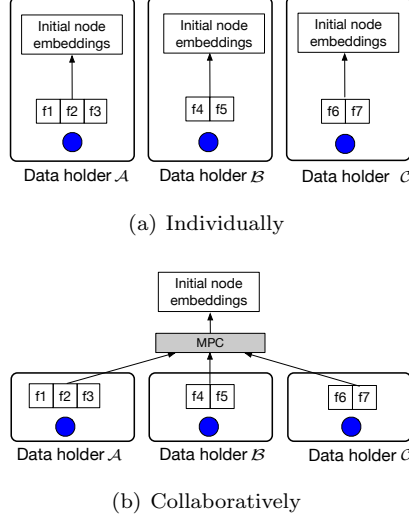 Initial node
embeddings
Initial node
embeddings
Initial node
embeddings
f1 f2 f3
f4 f5
f6 f7
Data holder 𝒜
Data holder ℬ
Data holder 𝒞
(a) Individually
Initial node
embeddings
MPC
f1 f2 f3
f4 f5
f6 f7
Data holder 𝒜
Data holder ℬ
Data holder 𝒞
(b) Collaboratively